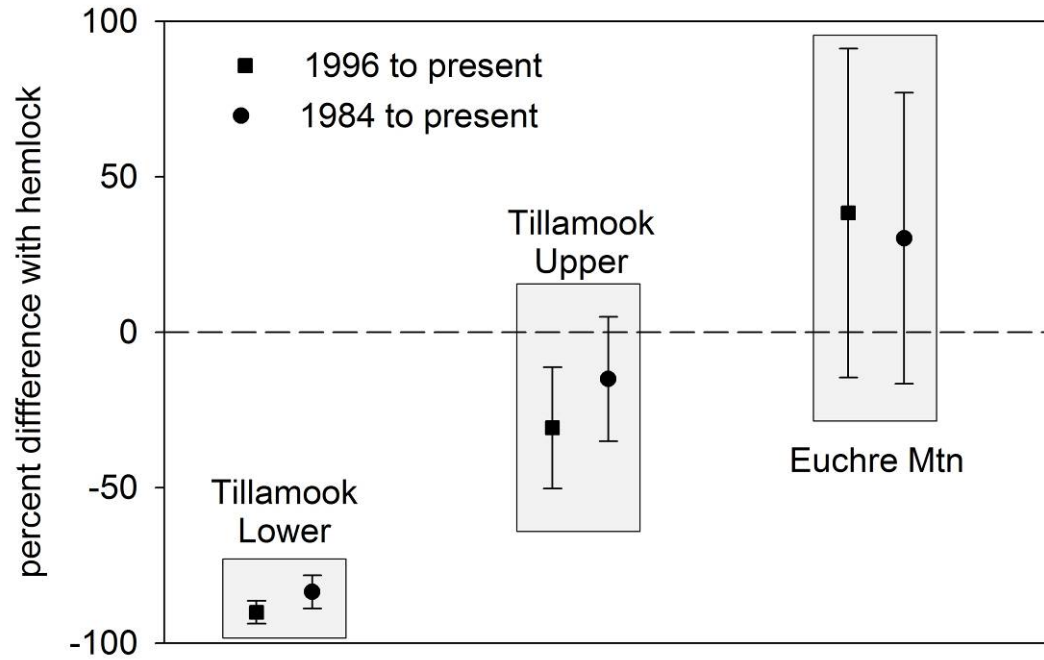 percent diffference with hemlock
100
50
0
-50
-100
1996 to present
1984 to present
Tillamook
Lower
Tillamook
Upper
Euchre Mtn